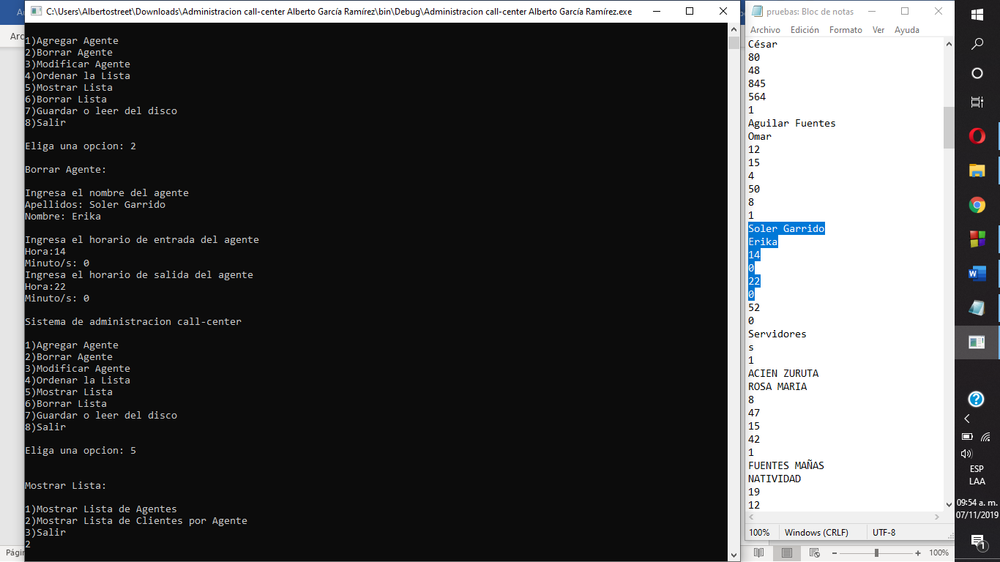 C:\Users\Albertostreet\Downloads\Administracion call-center Alberto García Ramírez\bin\Debug\Administracion call-center Alberto García Ramírez.exe
1)Agregar Agente
2)Borrar Agente
3)Modificar Agente
4)Ordenar la Lista
5)Mostrar Lista
6)Borrar Lista
7)Guardar o leer del disco
8)Salir
Eliga una opcion: 2
Borrar Agente:
Ingresa el nombre del agente
Apellidos: Soler Garrido
Nombre: Erika
Ingresa el horario de entrada del agente
Hora:14
Minuto/s: 0
Ingresa el horario de salida del agente
Hora:22
Minuto/s: 0
Sistema de administracion call-center
1)Agregar Agente
2)Borrar Agente
3)Modificar Agente
4)Ordenar la Lista
5)Mostrar Lista
6)Borrar Lista
7)Guardar o leer del disco
8)Salir
Eliga una opcion: 5
Mostrar Lista:
1)Mostrar Lista de Agentes
2)Mostrar Lista de Clientes por Agente
3)Salir
2
pruebas: Bloc de notas
Archivo Edición Formato Ver Ayuda
César
80
48
845
564
1
Aguilar Fuentes
Omar
12
15
4
50
8
1
Soler Garrido
Erika
14
0
22
0
52
0
Servidores
s
1
ACIEN ZURUTA
ROSA MARIA
8
47
15
42
1
FUENTES MAÑAS
NATIVIDAD
19
12
100% Windows (CRLF) UTF-8
100%
ESP
LAA
09:54 a. m.
07/11/2019
1